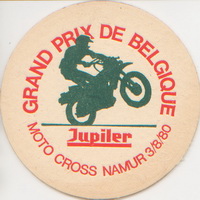 GRAND PRIX DE BELGIQUE
Jupiler
MOTO CROSS NAMUR 3/8/80